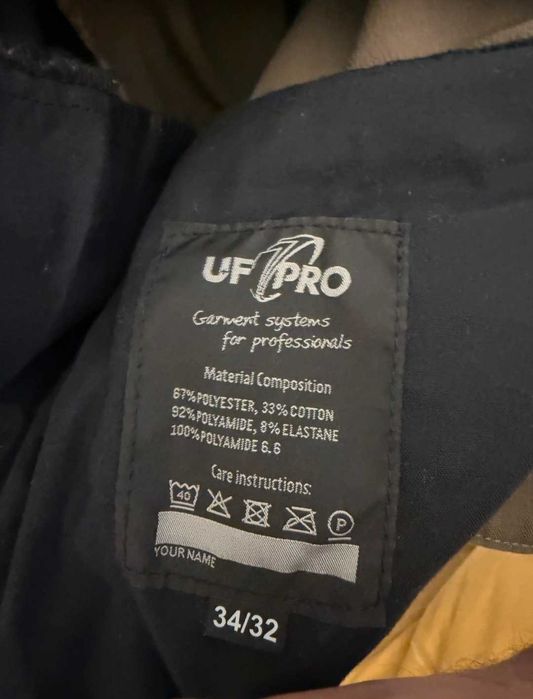 UF PRO
Garment systems
for professionals
Material Composition
67% POLYESTER, 33% COTTON
92% POLYAMIDE, 8% ELASTANE
100% POLYAMIDE 6.6
Care instructions:
40 P
YOUR NAME
34/32